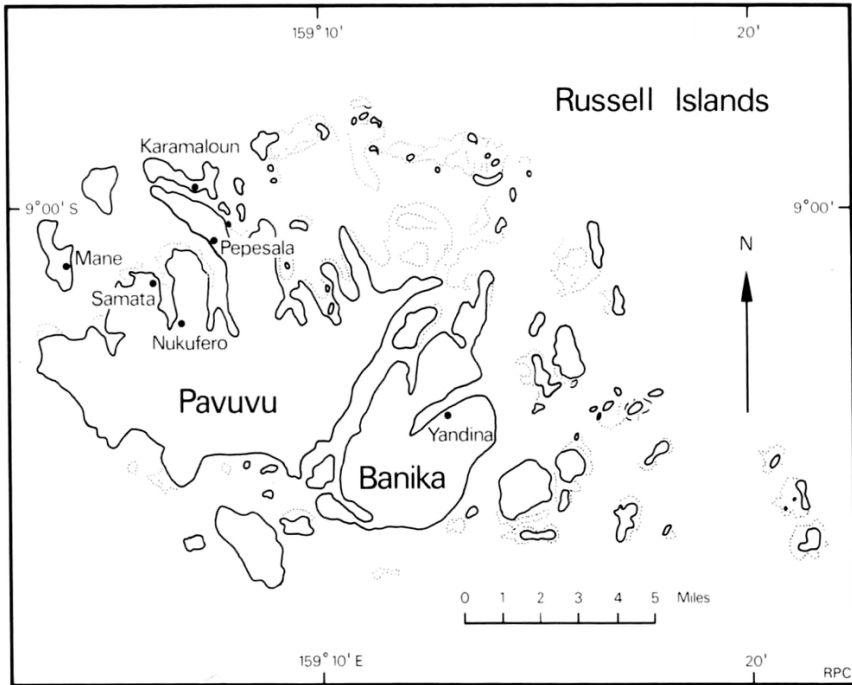 159° 10'
20'
Russell Islands
Karamaloun
9° 00' S
9° 00'
Pepesala
N
Mane
Samata
Nukufero
Pavuvu
Yandina
Banika
0 1 2 3 4 5 Miles
159° 10' E
20'
RPC